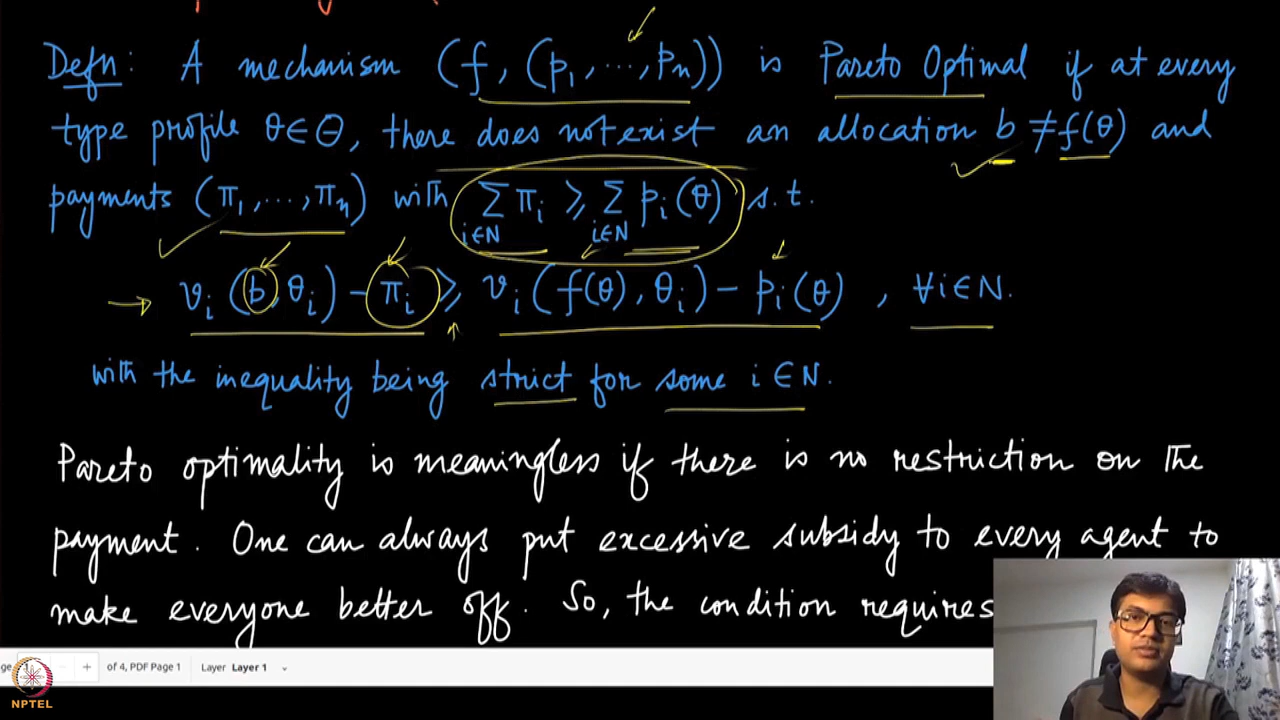 Defn: A mechanism (f, (p₁, ..., pₙ)) is Pareto Optimal if at every
type profile θ ∈ Θ, there does not exist an allocation b ≠ f(θ) and
payments (π₁, ..., πₙ) with ∑_{i∈N} πᵢ ⩾ ∑_{i∈N} pᵢ(θ) s.t.
vᵢ(b, θᵢ) − πᵢ ⩾ vᵢ(f(θ), θᵢ) − pᵢ(θ), ∀i∈N.
with the inequality being strict for some i ∈ N.
Pareto optimality is meaningless if there is no restriction on the
payment. One can always put excessive subsidy to every agent to
make everyone better off. So, the condition requires
ge 1 of 4, PDF Page 1 Layer Layer 1
NPTEL